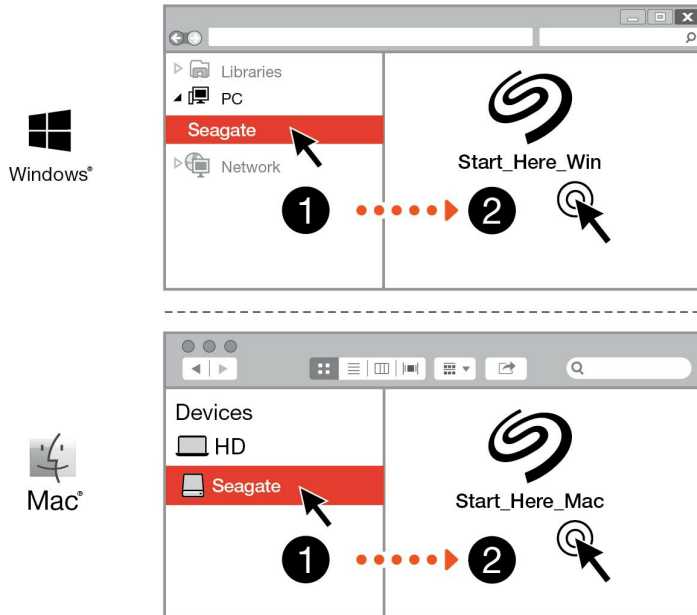 Libraries
PC
Seagate
Network
Start_Here_Win
1
2
Windows®
Devices
HD
Seagate
Start_Here_Mac
1
2
Mac®